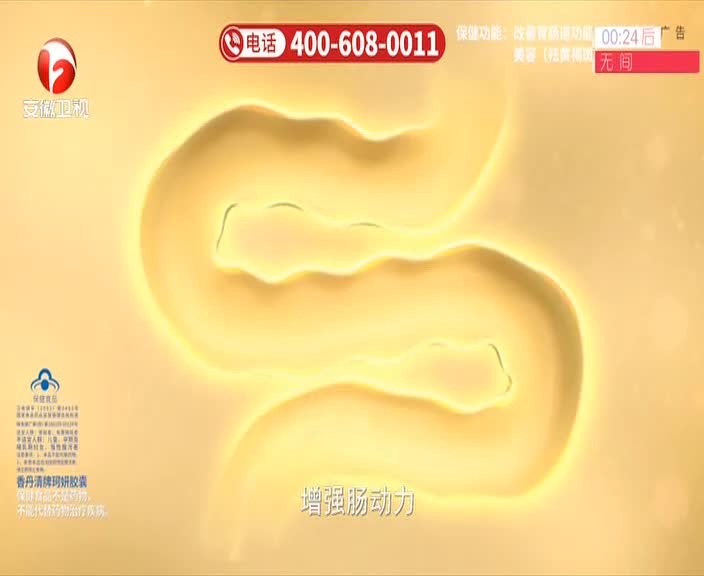 电话 400-608-0011
保健功能：改善胃肠道功能
美容（祛黄褐斑
00:24后
广告
无间
安徽卫视
保健食品
香丹清牌珂妍胶囊
保健食品不是药物，
不能代替药物治疗疾病。
增强肠动力